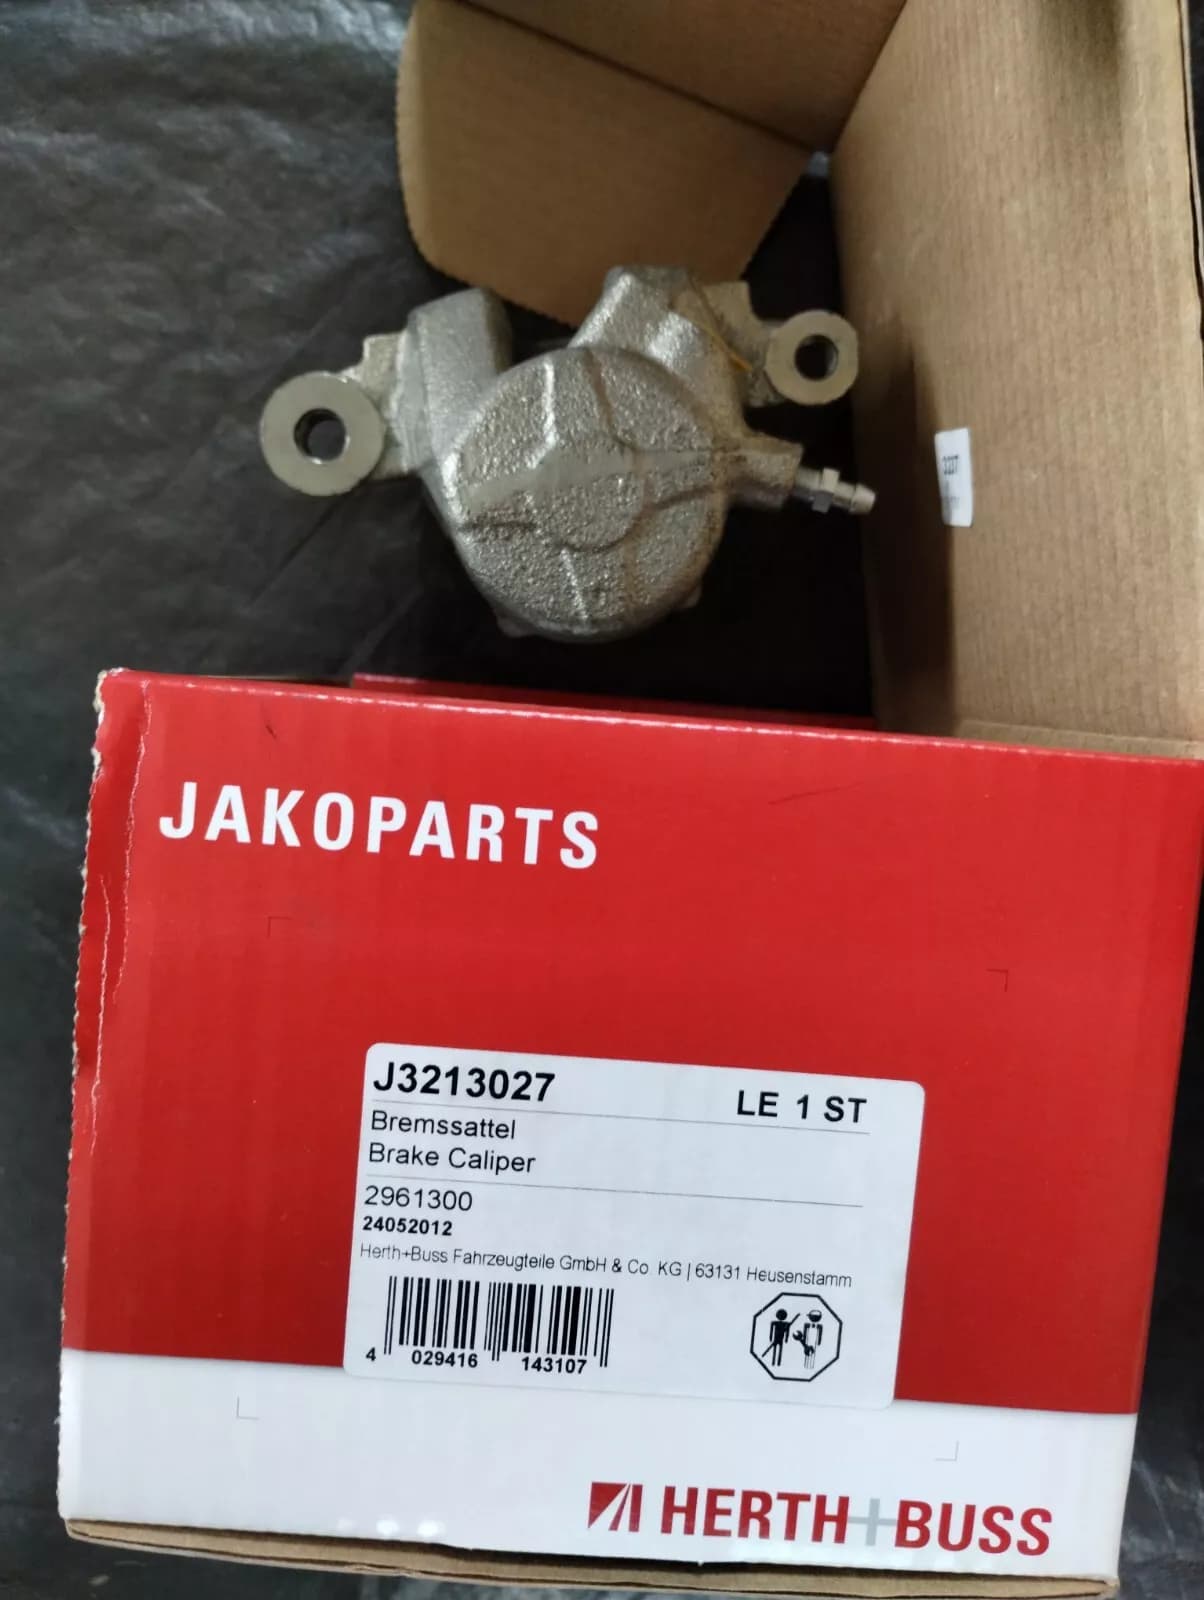 JAKOPARTS
J3213027
LE 1 ST
Bremssattel
Brake Caliper
2961300
24052012
Herth+Buss Fahrzeugteile GmbH & Co. KG | 63131 Heusenstamm
4 029416 143107
HERTH+BUSS